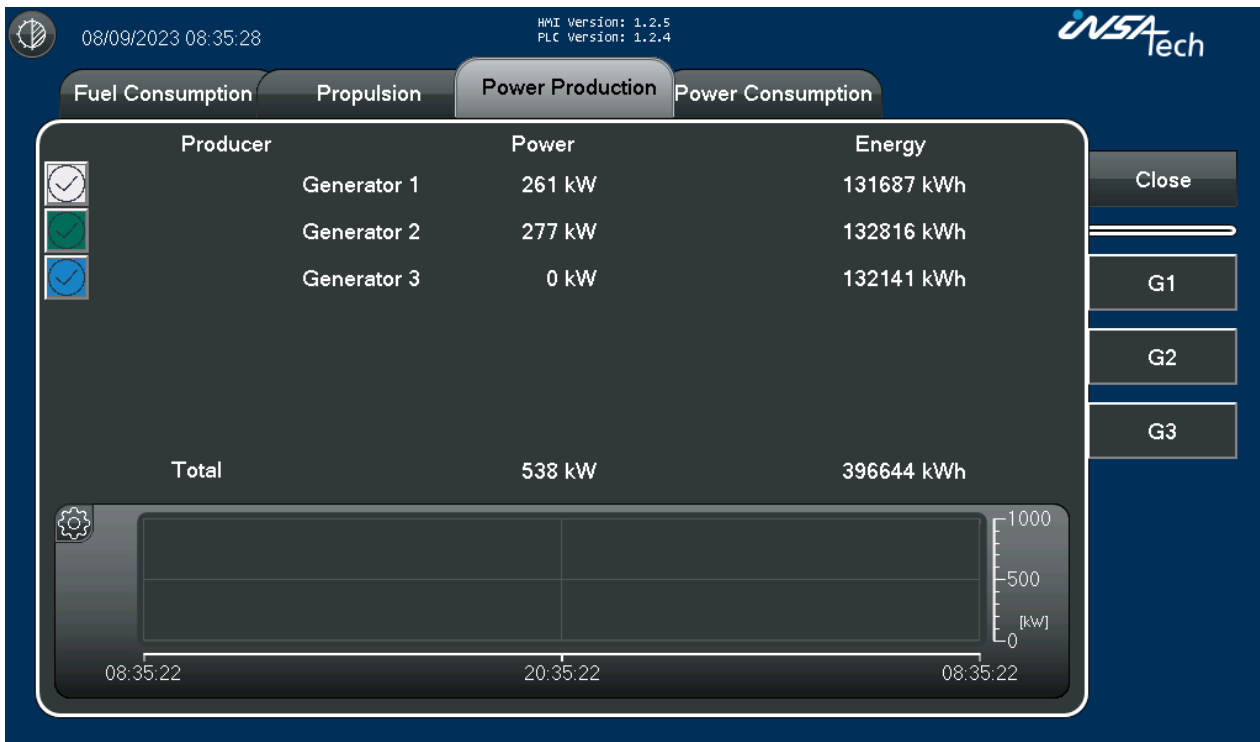 08/09/2023 08:35:28
HMI Version: 1.2.5
PLC Version: 1.2.4
iNSA Tech
Fuel Consumption Propulsion Power Production Power Consumption
Producer Power Energy
Generator 1 261 kW 131687 kWh
Generator 2 277 kW 132816 kWh
Generator 3 0 kW 132141 kWh
Total 538 kW 396644 kWh
Close
G1
G2
G3
1000
500
[kW]
0
08:35:22 20:35:22 08:35:22